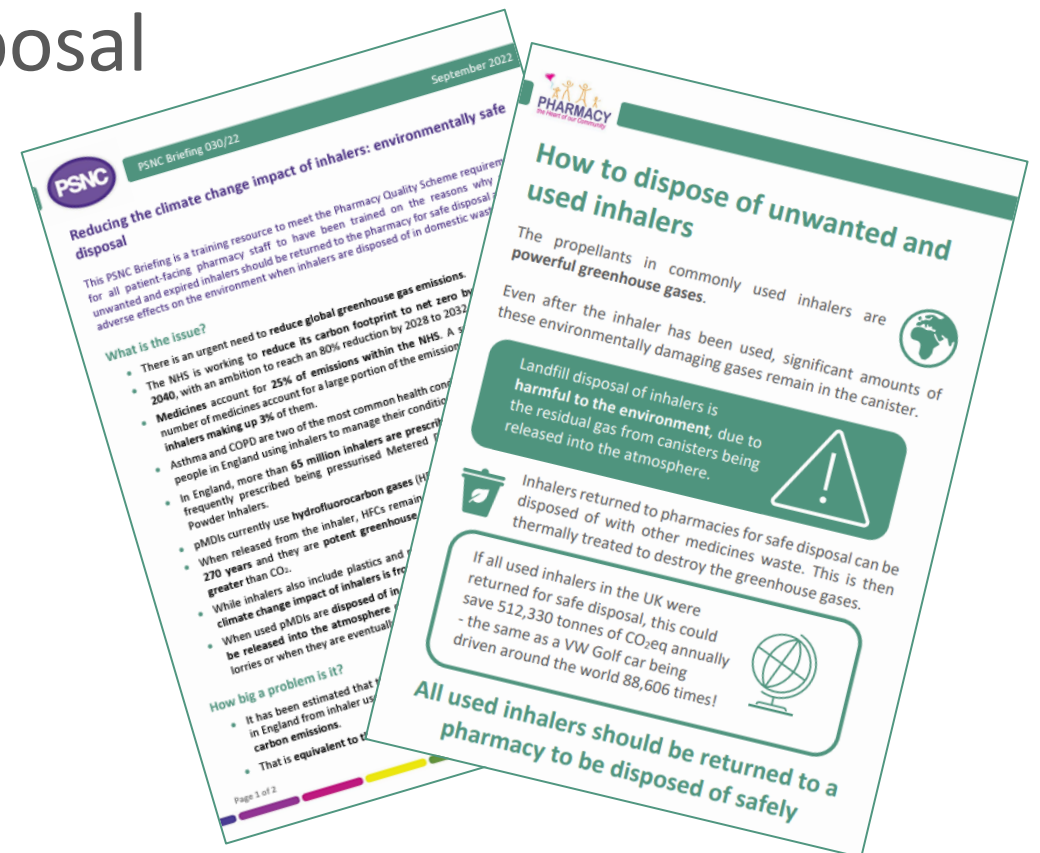 posal
PSNC
PSNC Briefing 030/22
September 2022
Reducing the climate change impact of inhalers: environmentally safe
disposal
This PSNC Briefing is a training resource to meet the Pharmacy Quality Scheme
for all patient-facing pharmacy staff to have been trained on the reasons why
unwanted and expired inhalers should be returned to the pharmacy for safe disposal
adverse effects on the environment when inhalers are disposed of in domestic
What is the issue?
• There is an urgent need to reduce global greenhouse gas emissions.
• The NHS is working to reduce its carbon footprint to net zero by
2040, with an ambition to reach an 80% reduction by 2028 to 2032
• Medicines account for 25% of emissions within the NHS. A
number of medicines account for a large portion of the
inhalers making up 3% of them.
• Asthma and COPD are two of the most common health
people in England using inhalers to manage their
• In England, more than 65 million inhalers are
frequently prescribed being pressurised Metered
Powder Inhalers.
• pMDIs currently use hydrofluorocarbon gases
• When released from the inhaler, HFCs remain
270 years and they are potent greenhouse
greater than CO₂.
• While inhalers also include plastics and
climate change impact of inhalers is
• When used pMDIs are disposed of in
be released into the atmosphere
lorries or when they are eventually
How big a problem is it?
• It has been estimated that
in England from inhaler
carbon emissions.
• That is equivalent to
Page 1 of 2
PHARMACY
the Heart of our Community
How to dispose of unwanted and
used inhalers
The propellants in commonly used inhalers are
powerful greenhouse gases.
Even after the inhaler has been used, significant amounts of
these environmentally damaging gases remain in the canister.
Landfill disposal of inhalers is
harmful to the environment, due to
the residual gas from canisters being
released into the atmosphere.
Inhalers returned to pharmacies for safe disposal can be
disposed of with other medicines waste. This is then
thermally treated to destroy the greenhouse gases.
If all used inhalers in the UK were
returned for safe disposal, this could
save 512,330 tonnes of CO₂eq annually
- the same as a VW Golf car being
driven around the world 88,606 times!
All used inhalers should be returned to a
pharmacy to be disposed of safely